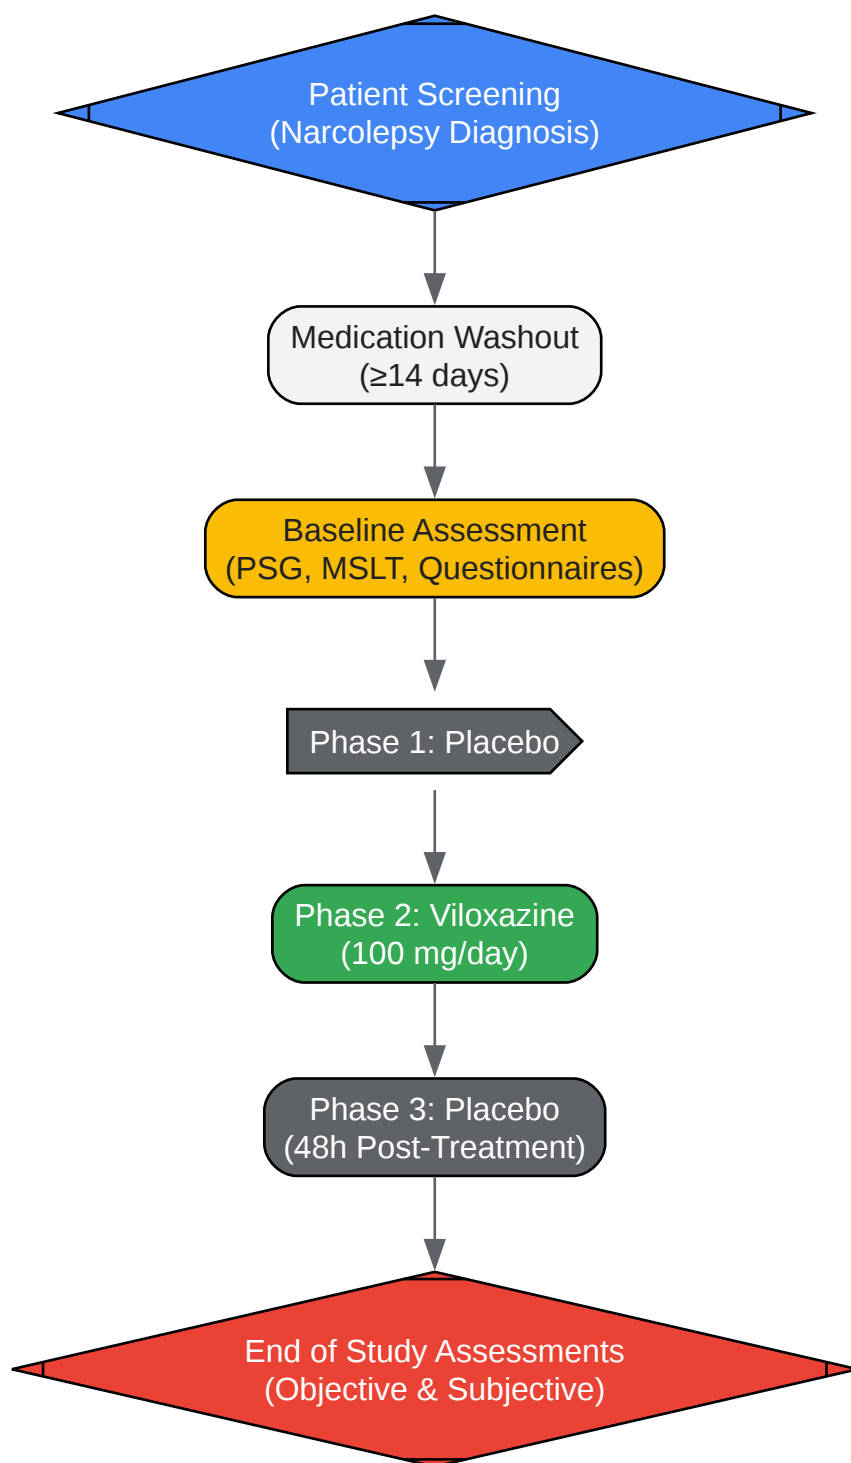 Patient Screening
(Narcolepsy Diagnosis)
Medication Washout
(≥14 days)
Baseline Assessment
(PSG, MSLT, Questionnaires)
Phase 1: Placebo
Phase 2: Viloxazine
(100 mg/day)
Phase 3: Placebo
(48h Post-Treatment)
End of Study Assessments
(Objective & Subjective)